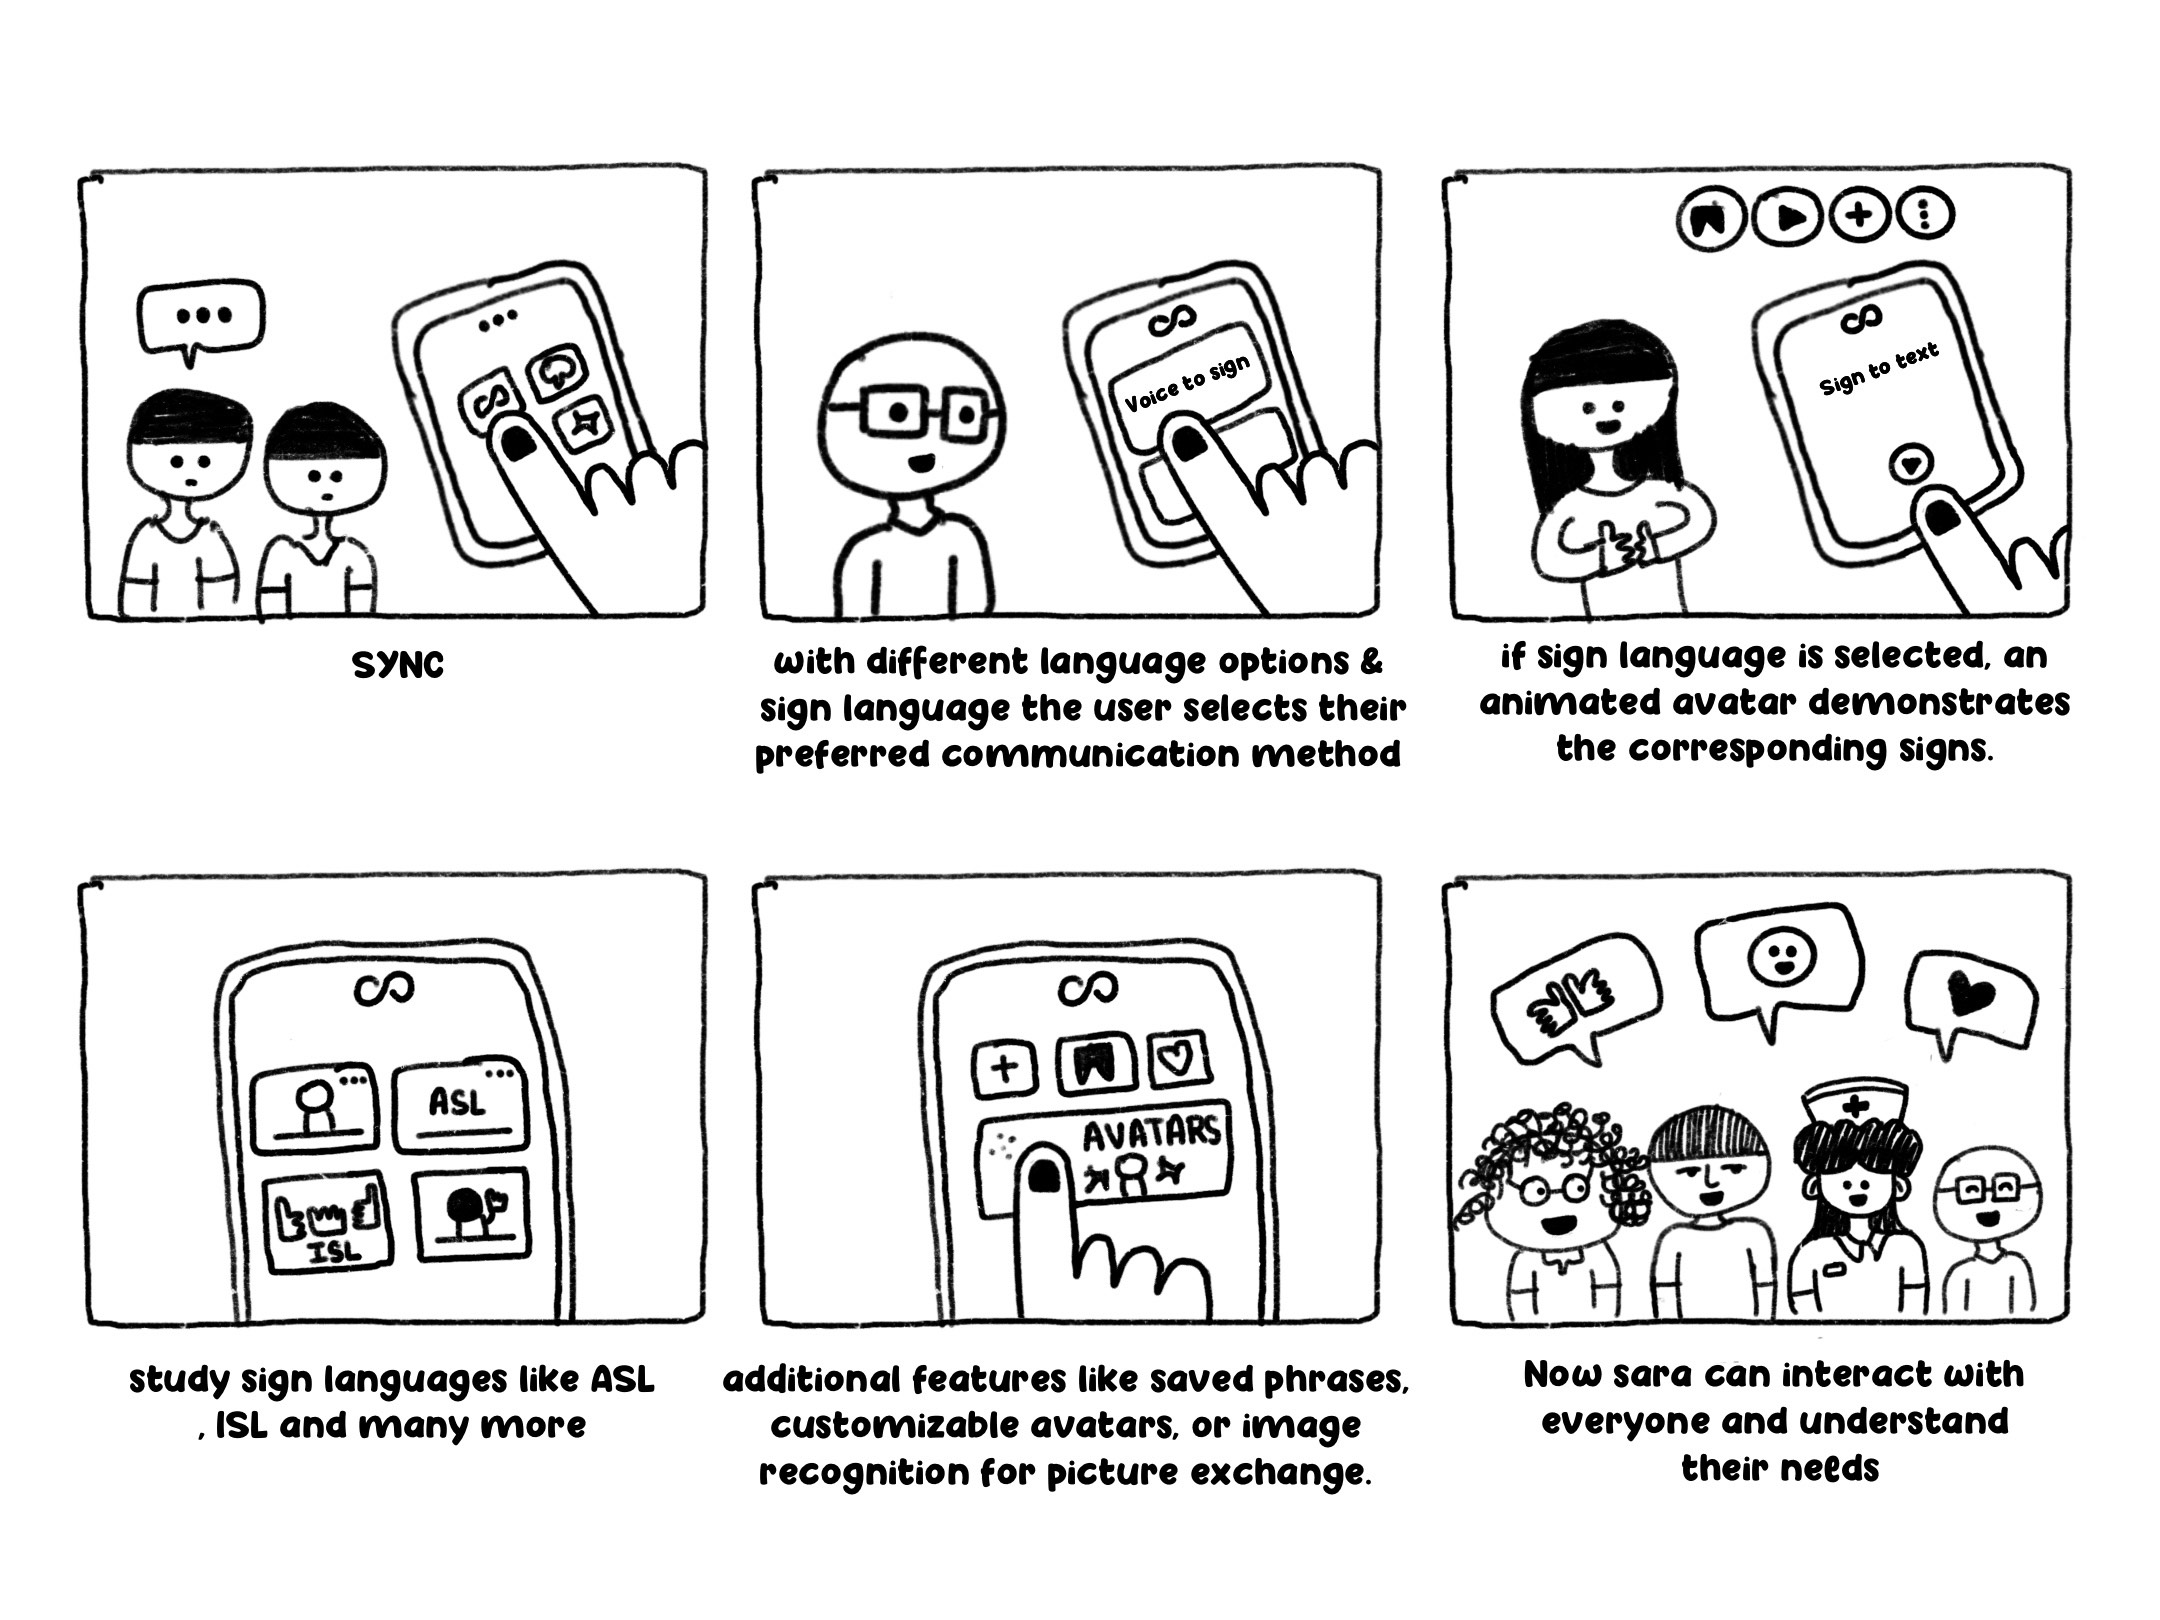 Voice to sign
Sign to text
SYNC
with different language options &
sign language the user selects their
preferred communication method
if sign language is selected, an
animated avatar demonstrates
the corresponding signs.
ASL
ISL
AVATARS
study sign languages like ASL
, ISL and many more
additional features like saved phrases,
customizable avatars, or image
recognition for picture exchange.
Now sara can interact with
everyone and understand
their needs